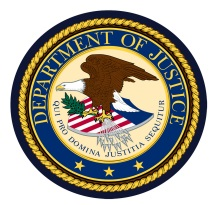 DEPARTMENT OF JUSTICE
QUI PRO DOMINA JUSTITIA SEQUITUR